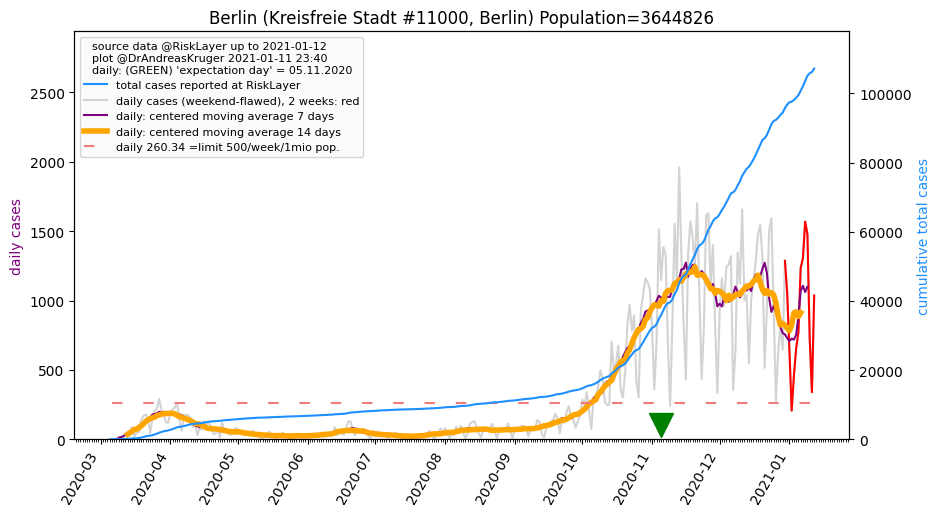 Berlin (Kreisfreie Stadt #11000, Berlin) Population=3644826
source data @RiskLayer up to 2021-01-12
plot @DrAndreasKruger 2021-01-11 23:40
daily: (GREEN) 'expectation day' = 05.11.2020
total cases reported at RiskLayer
daily cases (weekend-flawed), 2 weeks: red
daily: centered moving average 7 days
daily: centered moving average 14 days
daily 260.34 =limit 500/week/1mio pop.
daily cases
2500
2000
1500
1000
500
0
100000
80000
60000
40000
20000
0
cumulative total cases
2020-03
2020-04
2020-05
2020-06
2020-07
2020-08
2020-09
2020-10
2020-11
2020-12
2021-01